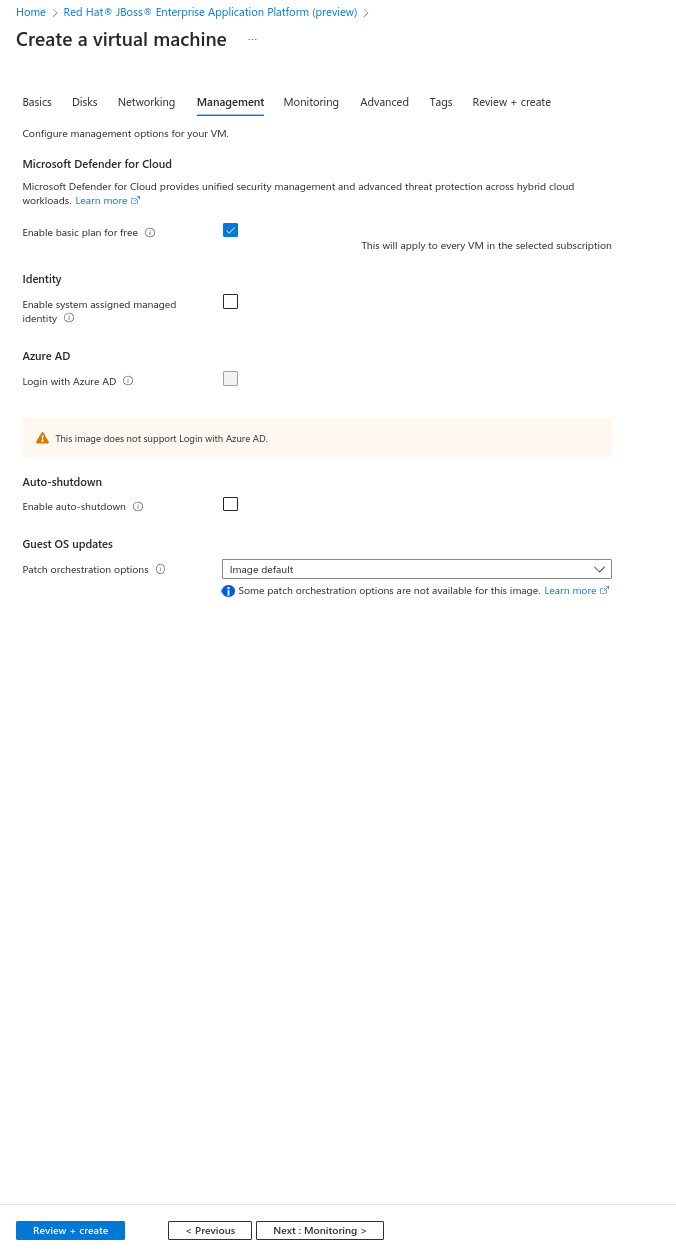 Home > Red Hat® JBoss® Enterprise Application Platform (preview) >
Create a virtual machine ...
Basics Disks Networking Management Monitoring Advanced Tags Review + create
Configure management options for your VM.
Microsoft Defender for Cloud
Microsoft Defender for Cloud provides unified security management and advanced threat protection across hybrid cloud
workloads. Learn more
Enable basic plan for free
This will apply to every VM in the selected subscription
Identity
Enable system assigned managed
identity
Azure AD
Login with Azure AD
This image does not support Login with Azure AD.
Auto-shutdown
Enable auto-shutdown
Guest OS updates
Patch orchestration options Image default
Some patch orchestration options are not available for this image. Learn more
Review + create < Previous Next : Monitoring >